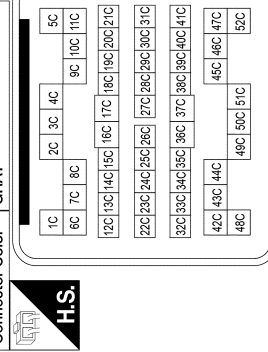 Connector Color GRAY
H.S.
1C 2C 3C 4C 5C
6C 7C 8C 9C 10C 11C
12C 13C 14C 15C 16C 17C 18C 19C 20C 21C
22C 23C 24C 25C 26C 27C 28C 29C 30C 31C
32C 33C 34C 35C 36C 37C 38C 39C 40C 41C
42C 43C 44C 45C 46C 47C
48C 49C 50C 51C 52C